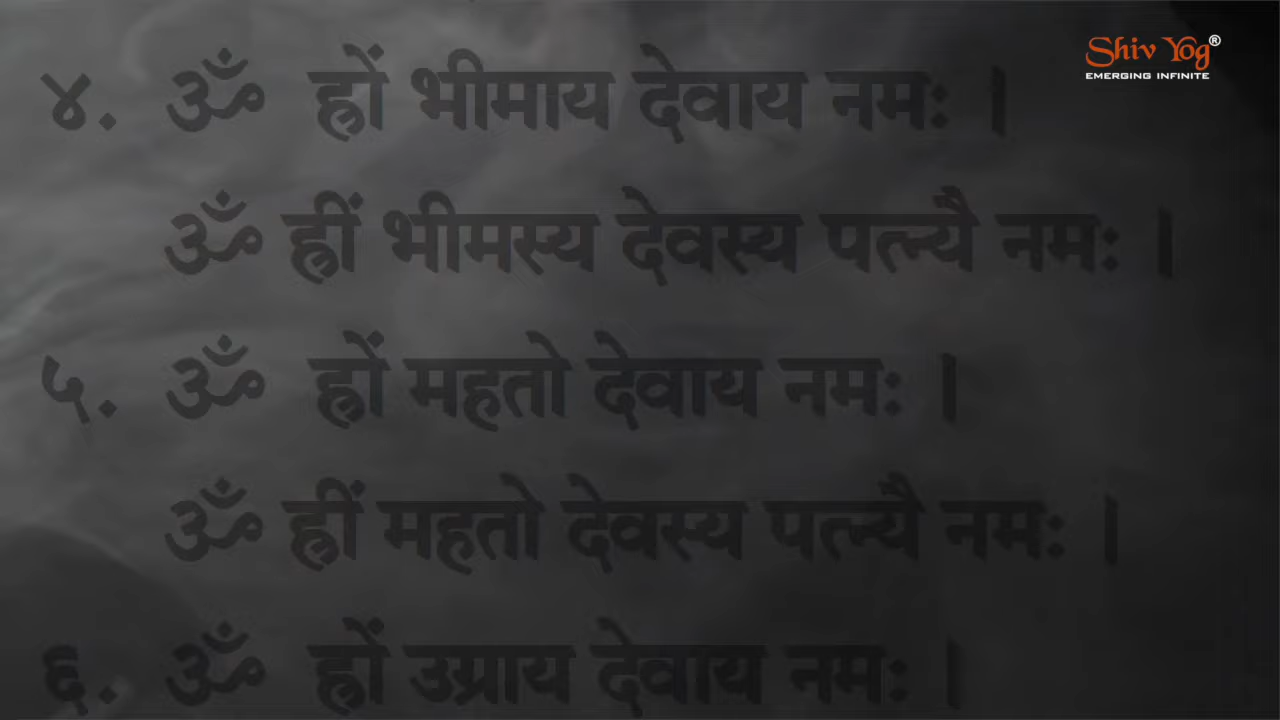 Shiv Yog®
EMERGING INFINITE
४. ॐ ह्रों भीमाय देवाय नमः ।
ॐ ह्रीं भीमस्य देवस्य पत्न्यै नमः ।
५. ॐ ह्रों महतो देवाय नमः ।
ॐ ह्रीं महतो देवस्य पत्न्यै नमः ।
६. ॐ ह्रों उग्राय देवाय नमः ।